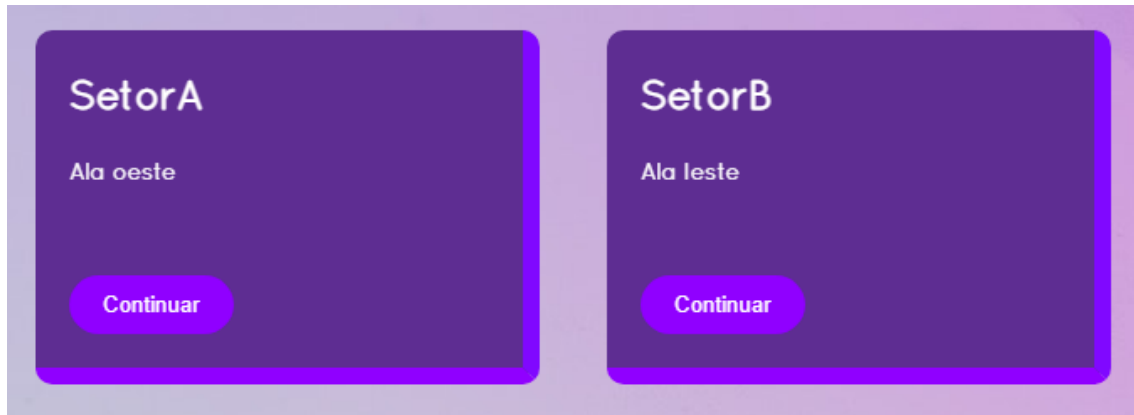 SetorA
Ala oeste
Continuar
SetorB
Ala leste
Continuar